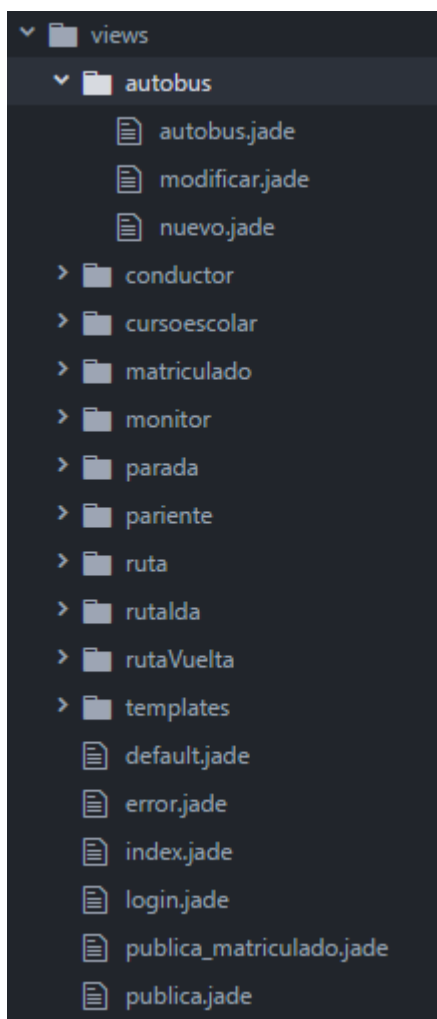 views
autobus
autobus.jade
modificar.jade
nuevo.jade
conductor
cursoescolar
matriculado
monitor
parada
pariente
ruta
rutaIda
rutaVuelta
templates
default.jade
error.jade
index.jade
login.jade
publica_matriculado.jade
publica.jade